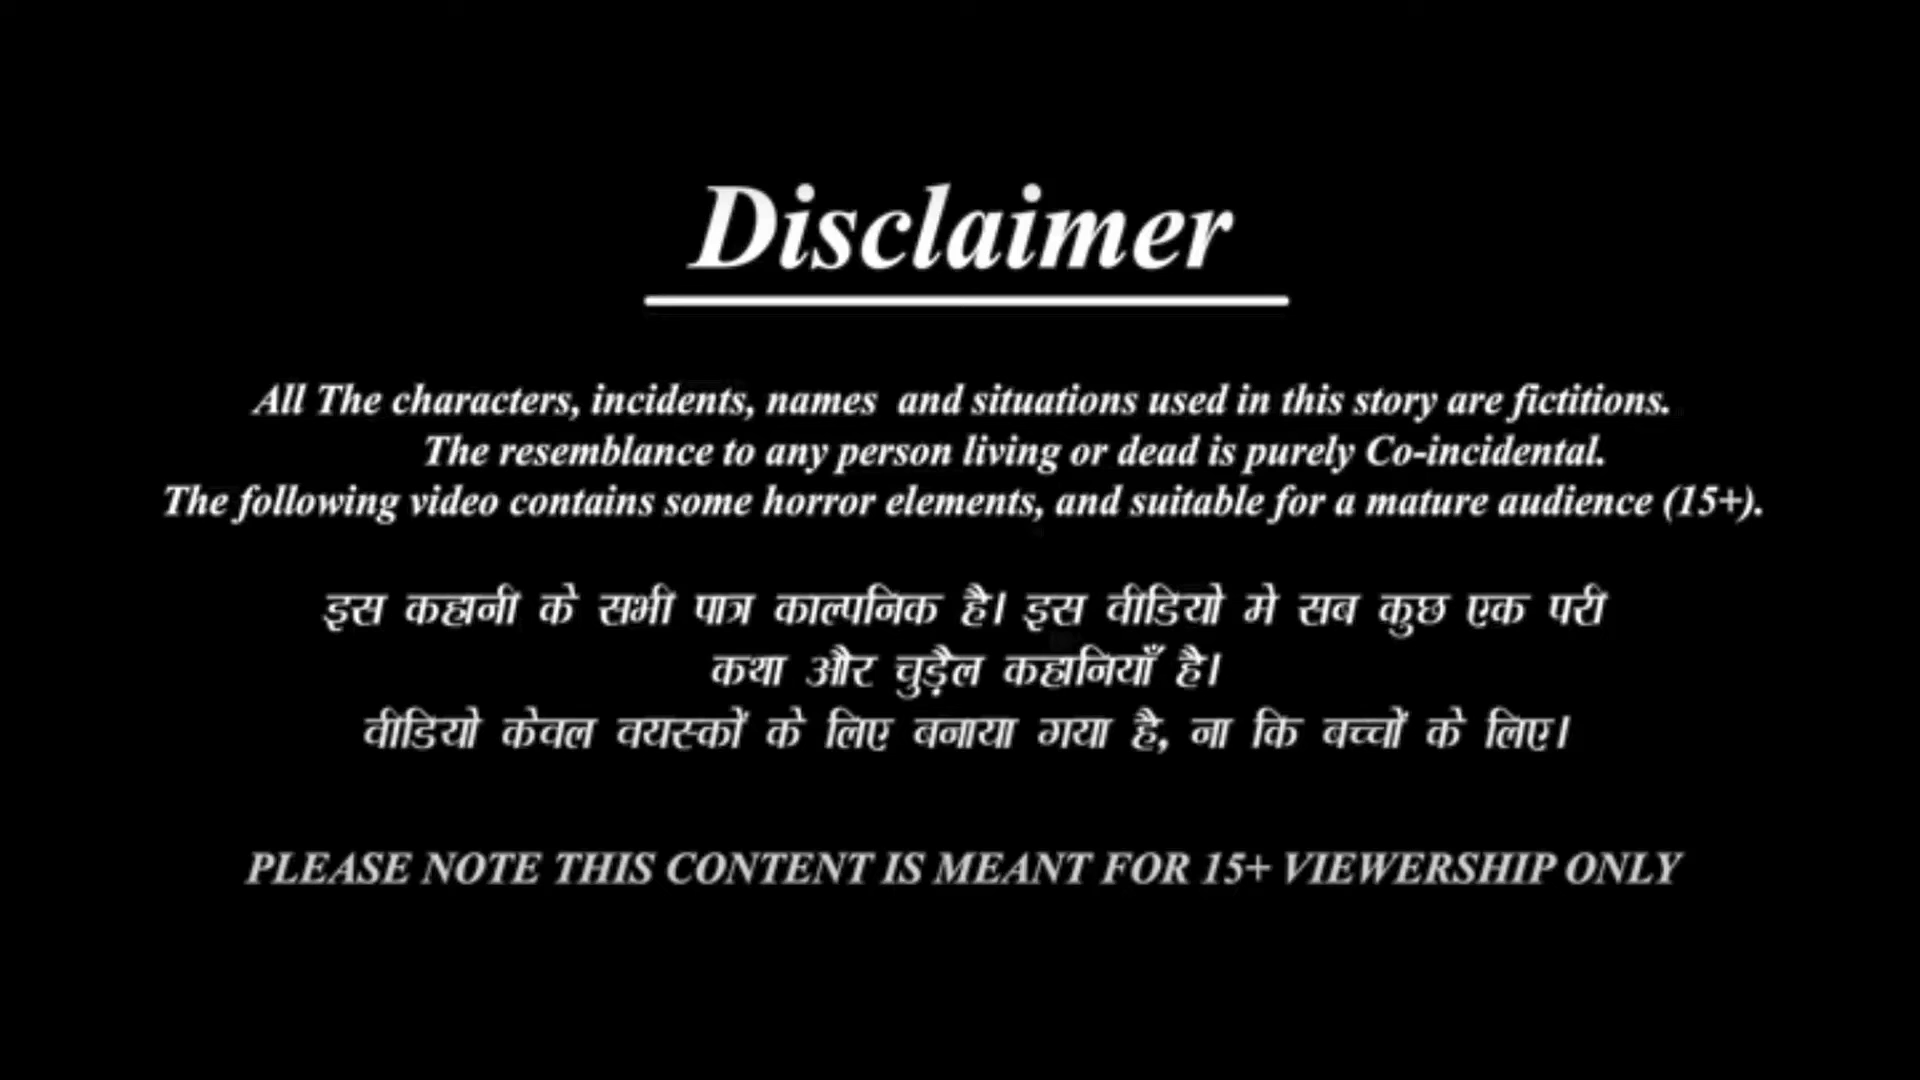 Disclaimer
All The characters, incidents, names and situations used in this story are fictitions.
The resemblance to any person living or dead is purely Co-incidental.
The following video contains some horror elements, and suitable for a mature audience (15+).
इस कहानी के सभी पात्र काल्पनिक है। इस वीडियो मे सब कुछ एक परी
कथा और चुड़ैल कहानियाँ है।
वीडियो केवल वयस्कों के लिए बनाया गया है, ना कि बच्चों के लिए।
PLEASE NOTE THIS CONTENT IS MEANT FOR 15+ VIEWERSHIP ONLY